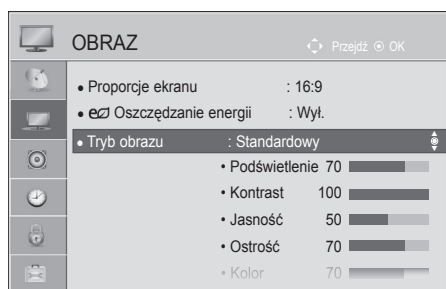 OBRAZ Przejdź OK
• Proporcje ekranu : 16:9
• eco Oszczędzanie energii : Wył.
• Tryb obrazu : Standardowy
• Podświetlenie 70
• Kontrast 100
• Jasność 50
• Ostrość 70
• Kolor 70